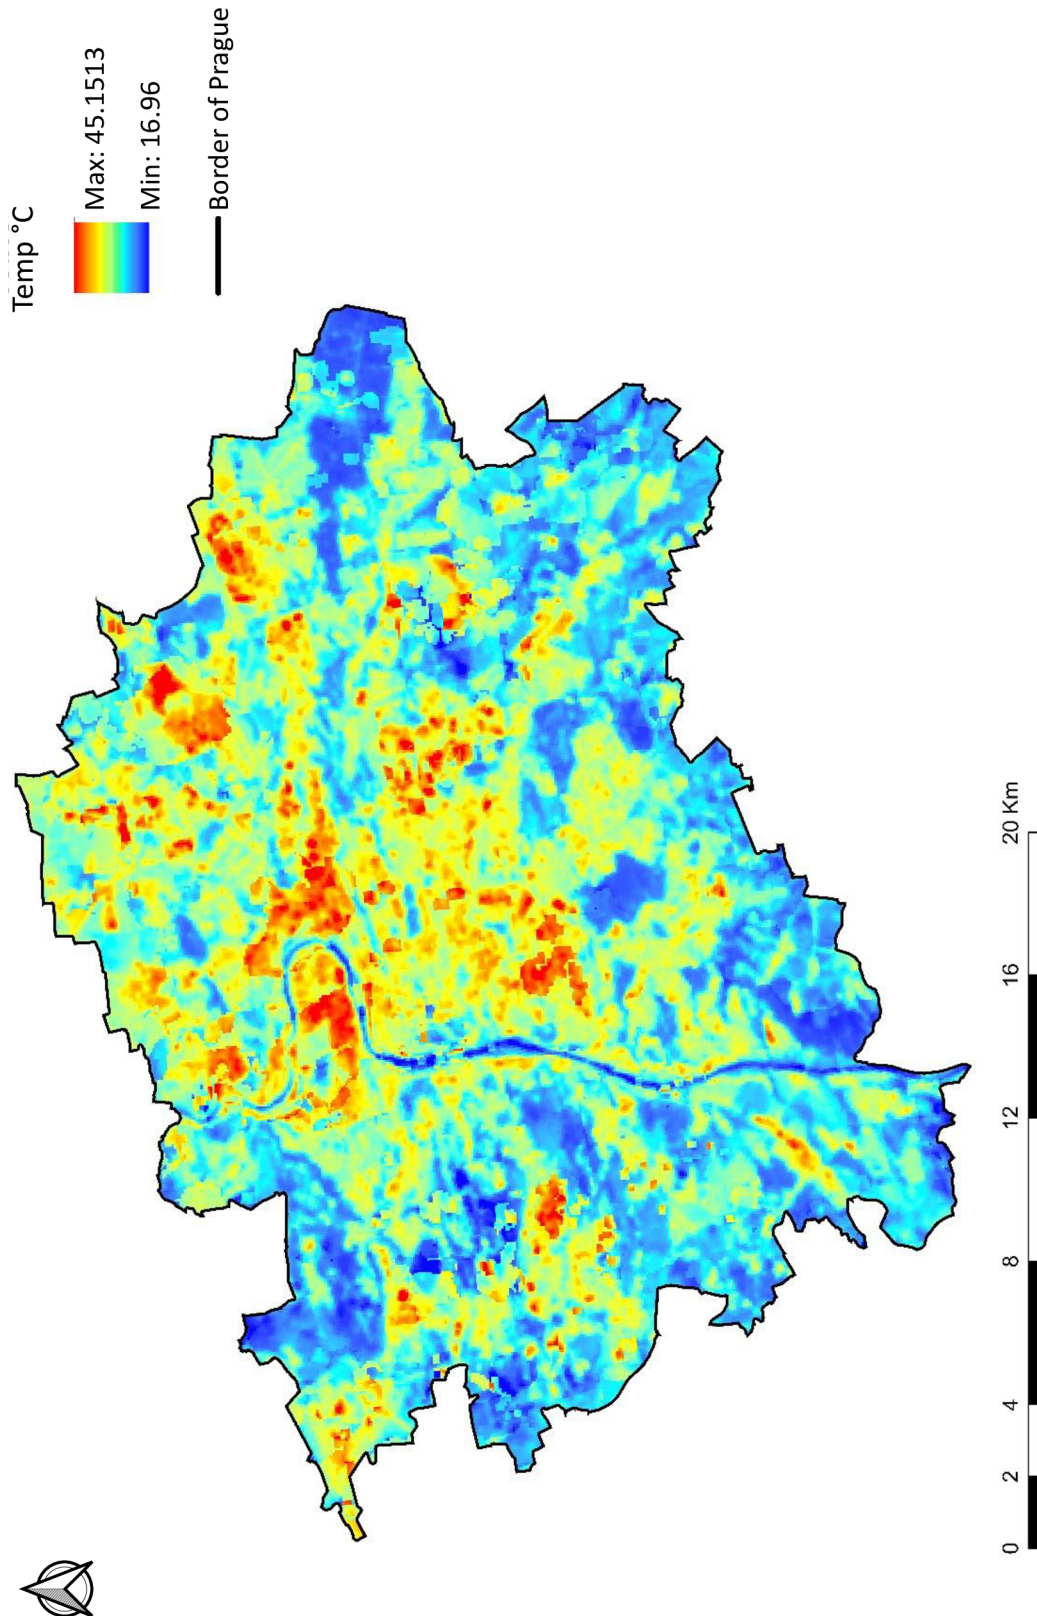 Temp °C
Max: 45.1513
Min: 16.96
Border of Prague
0 2 4 8 12 16 20 Km